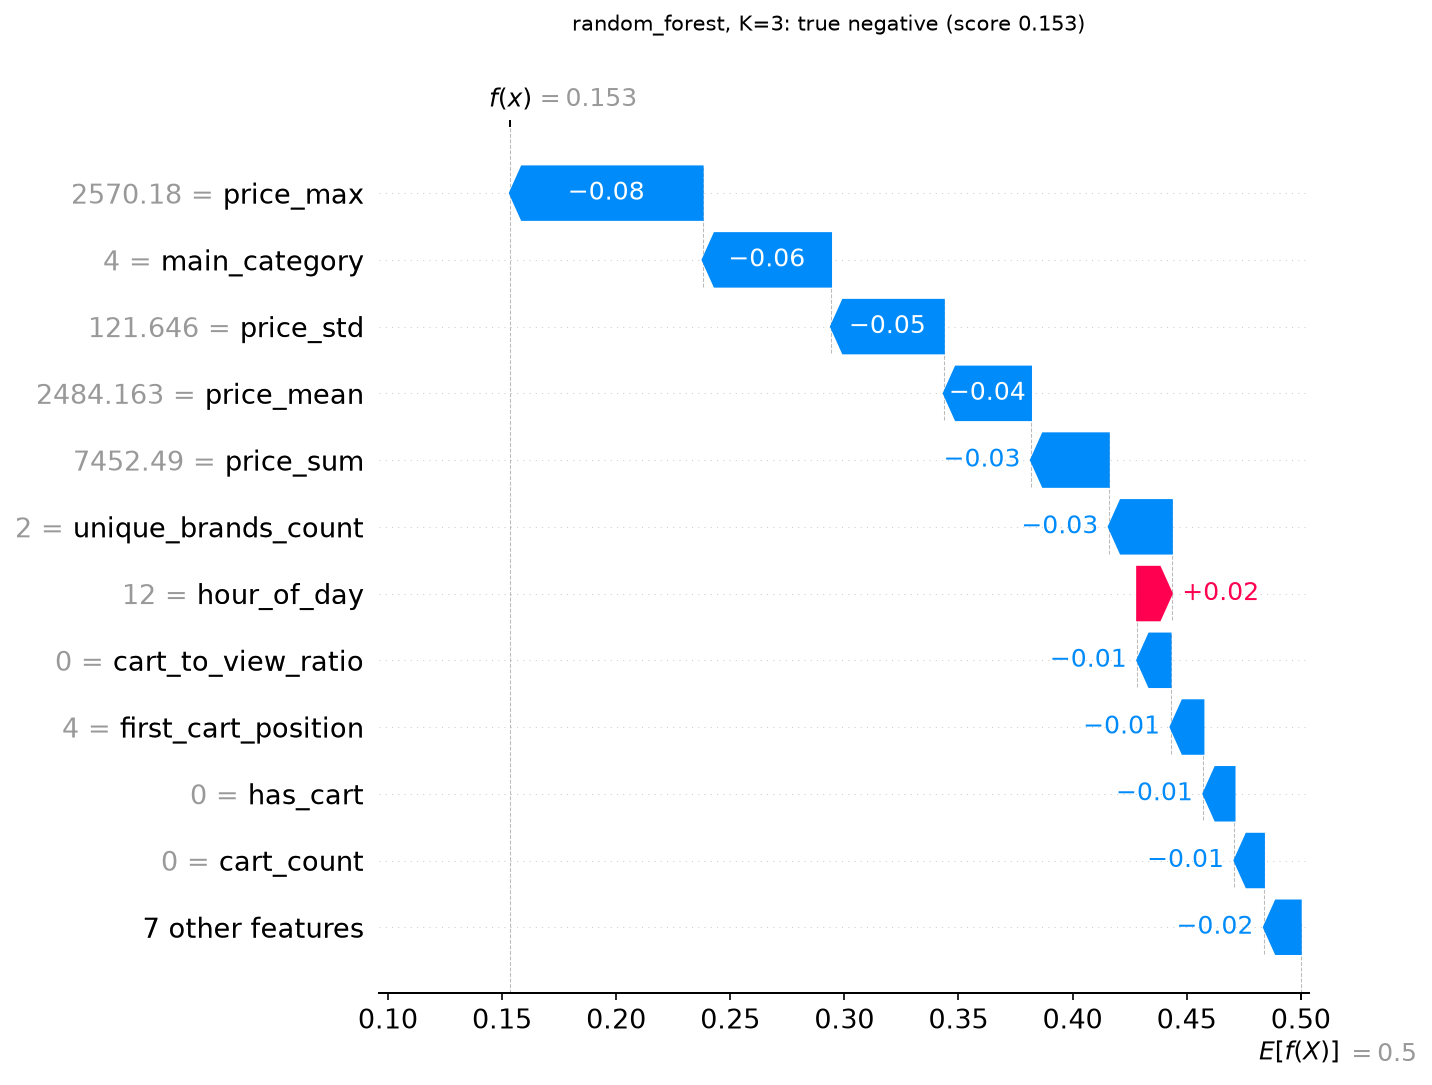 random_forest, K=3: true negative (score 0.153)
f(x) = 0.153
2570.18 = price_max −0.08
4 = main_category −0.06
121.646 = price_std −0.05
2484.163 = price_mean −0.04
7452.49 = price_sum −0.03
2 = unique_brands_count −0.03
12 = hour_of_day +0.02
0 = cart_to_view_ratio −0.01
4 = first_cart_position −0.01
0 = has_cart −0.01
0 = cart_count −0.01
7 other features −0.02
0.10 0.15 0.20 0.25 0.30 0.35 0.40 0.45 0.50
E[f(X)] = 0.5